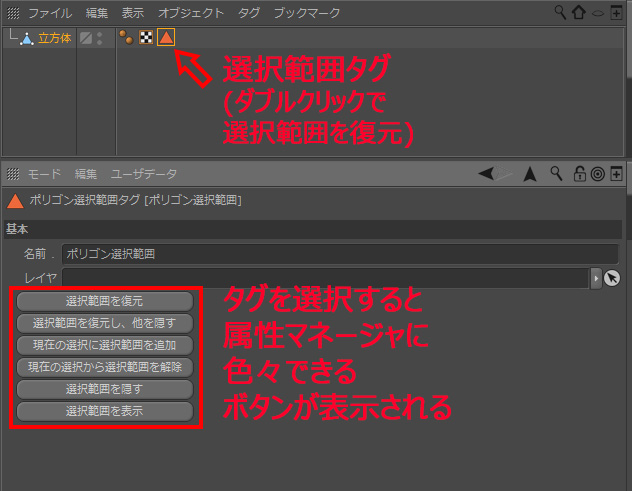 ファイル 編集 表示 オブジェクト タグ ブックマーク
立方体
選択範囲タグ
(ダブルクリックで
選択範囲を復元)
モード 編集 ユーザデータ
ポリゴン選択範囲タグ [ポリゴン選択範囲]
基本
名前 . ポリゴン選択範囲
レイヤ
選択範囲を復元
選択範囲を復元し、他を隠す
現在の選択に選択範囲を追加
現在の選択から選択範囲を解除
選択範囲を隠す
選択範囲を表示
タグを選択すると
属性マネージャに
色々できる
ボタンが表示される